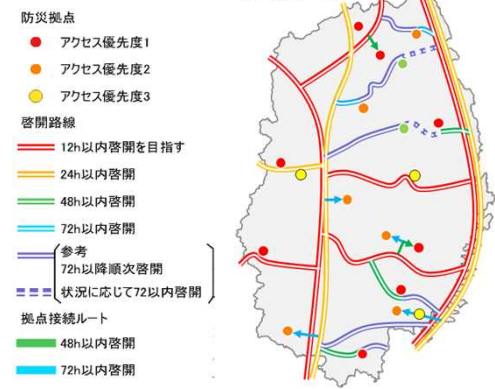 防災拠点
アクセス優先度1
アクセス優先度2
アクセス優先度3
啓開路線
12h以内啓開を目指す
24h以内啓開
48h以内啓開
72h以内啓開
参考
72h以降順次啓開
状況に応じて72以内啓開
拠点接続ルート
48h以内啓開
72h以内啓開